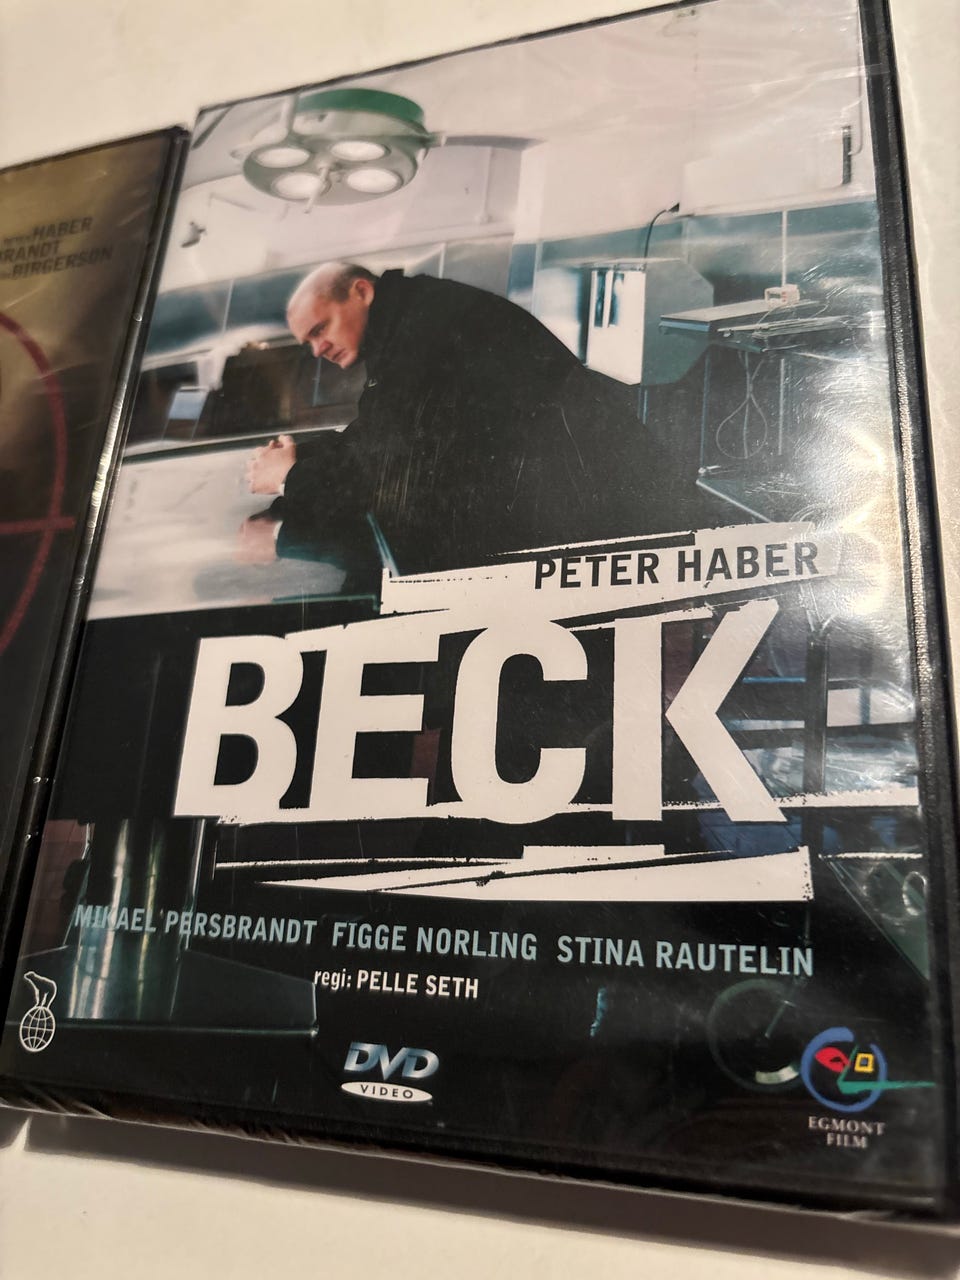 HABER
BRANDT
BIRGERSON
PETER HABER
BECK
MIKAEL PERSBRANDT FIGGE NORLING STINA RAUTELIN
regi: PELLE SETH
DVD
VIDEO
EGMONT
FILM